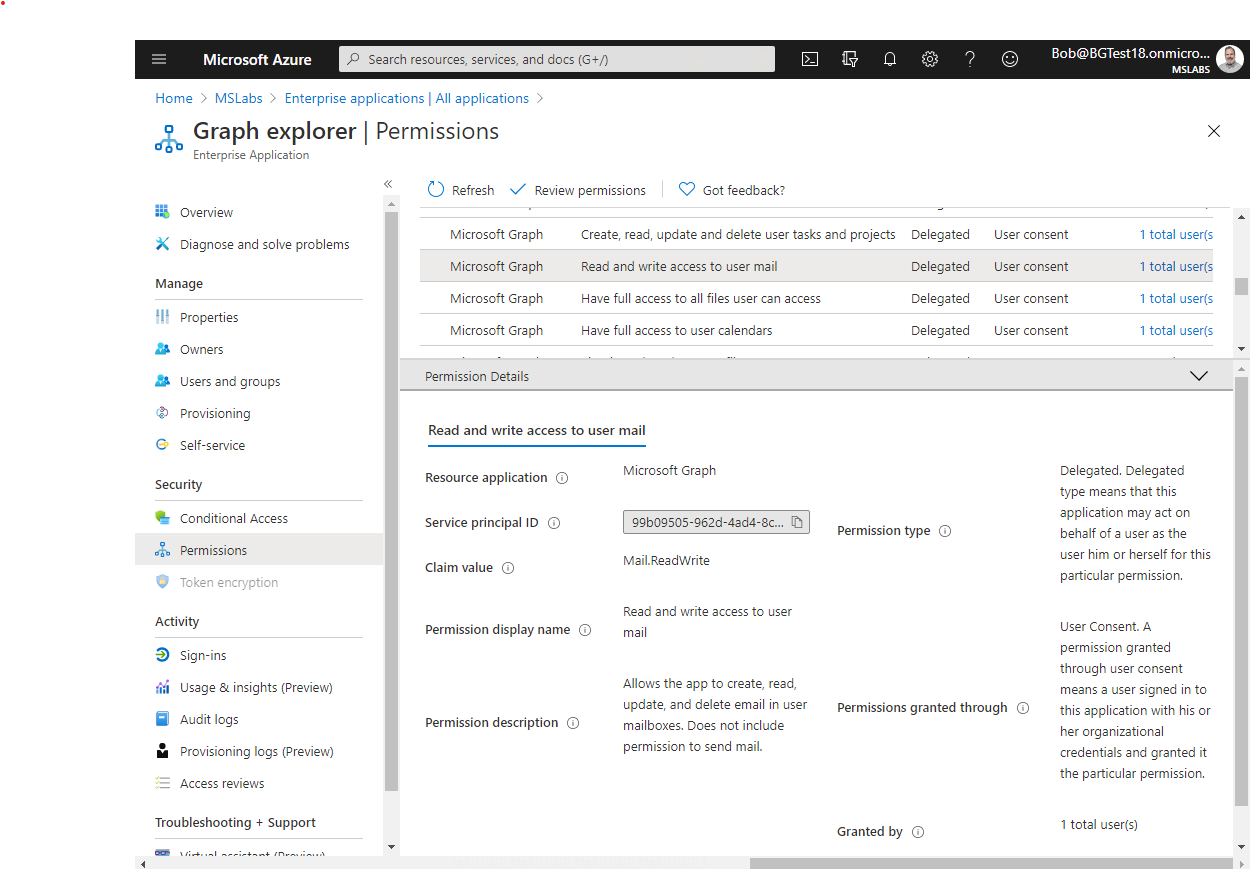 Microsoft Azure
Search resources, services, and docs (G+/)
Bob@BGTest18.onmicro...
MSLABS
Home > MSLabs > Enterprise applications | All applications >
Graph explorer | Permissions
Enterprise Application
«
Overview
Diagnose and solve problems
Manage
Properties
Owners
Users and groups
Provisioning
Self-service
Security
Conditional Access
Permissions
Token encryption
Activity
Sign-ins
Usage & insights (Preview)
Audit logs
Provisioning logs (Preview)
Access reviews
Troubleshooting + Support
Virtual assistant (Preview)
Refresh Review permissions Got feedback?
Microsoft Graph Create, read, update and delete user tasks and projects Delegated User consent 1 total user(s
Microsoft Graph Read and write access to user mail Delegated User consent 1 total user(s
Microsoft Graph Have full access to all files user can access Delegated User consent 1 total user(s
Microsoft Graph Have full access to user calendars Delegated User consent 1 total user(s
Permission Details
Read and write access to user mail
Resource application
Microsoft Graph
Service principal ID
99b09505-962d-4ad4-8c...
Claim value
Mail.ReadWrite
Permission display name
Read and write access to user
mail
Permission description
Allows the app to create, read,
update, and delete email in user
mailboxes. Does not include
permission to send mail.
Permission type
Delegated. Delegated
type means that this
application may act on
behalf of a user as the
user him or herself for this
particular permission.
Permissions granted through
User Consent. A
permission granted
through user consent
means a user signed in to
this application with his or
her organizational
credentials and granted it
the particular permission.
Granted by
1 total user(s)